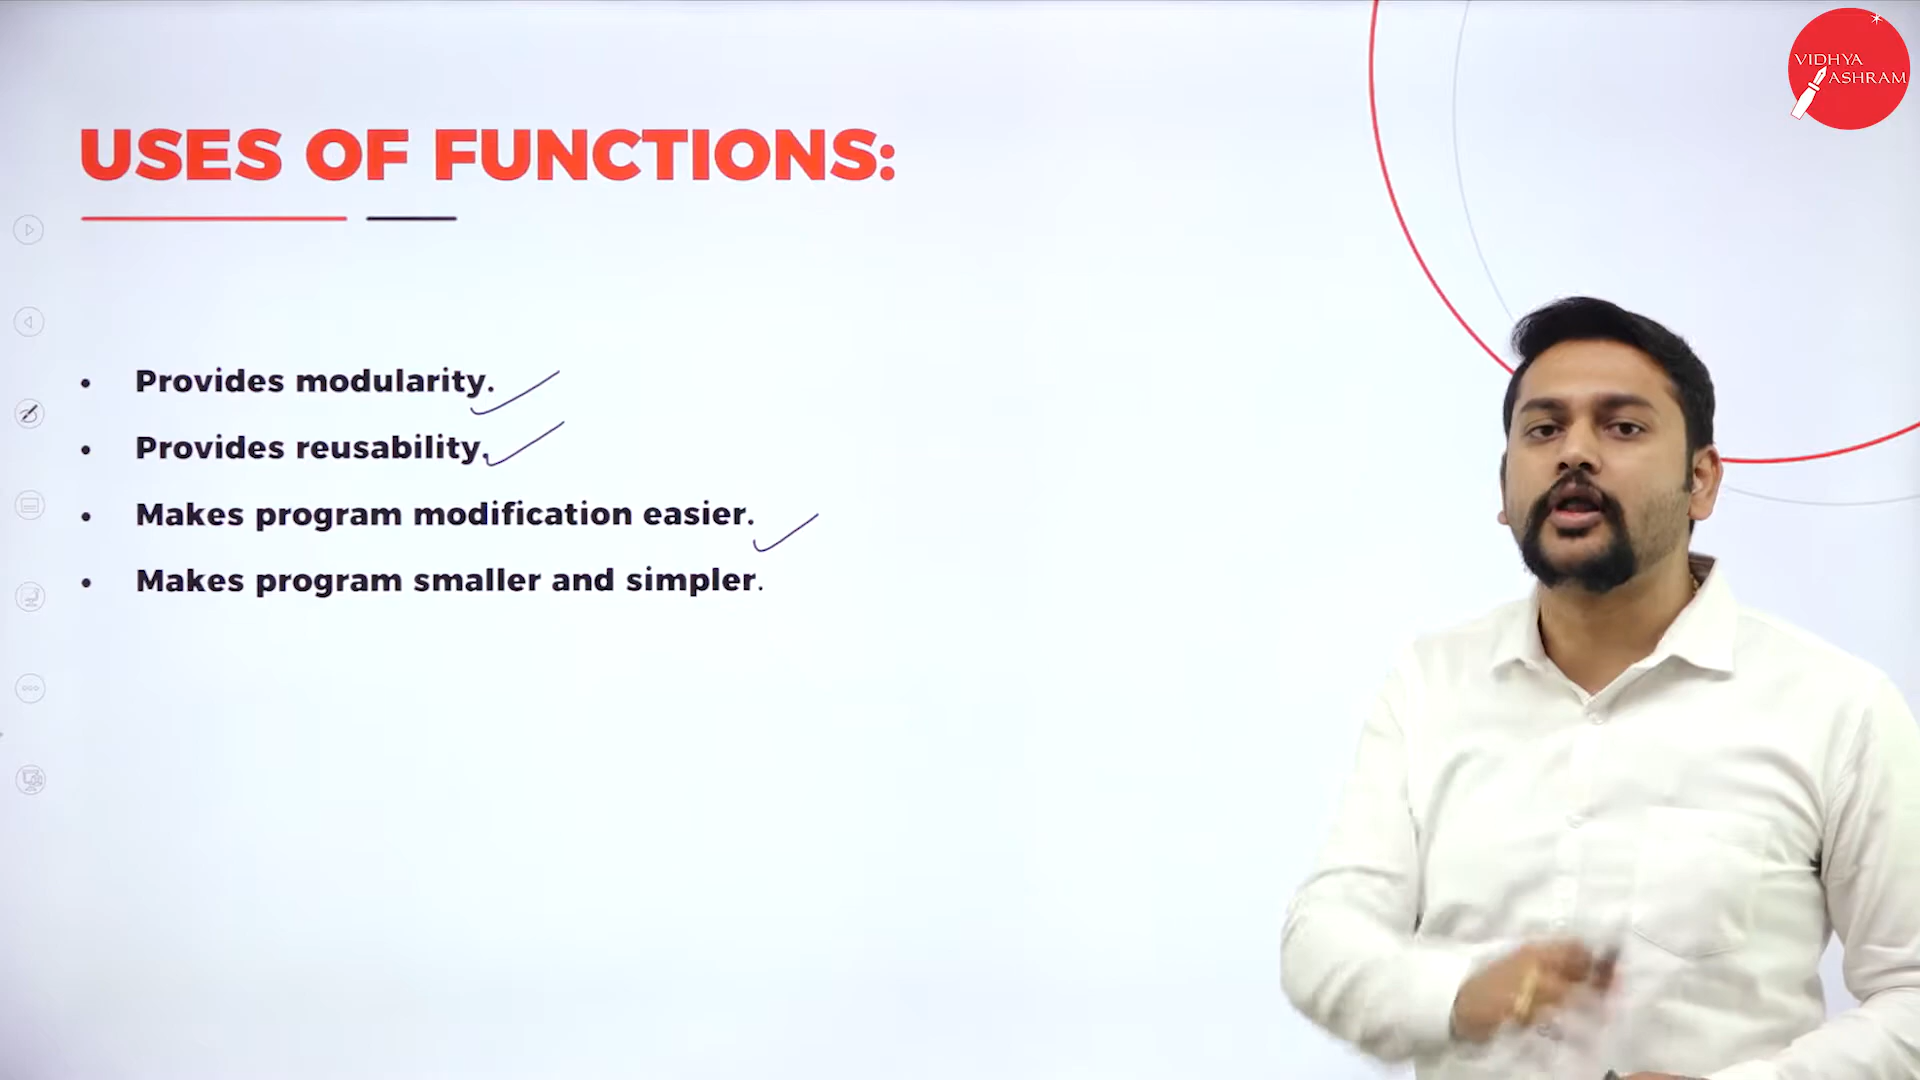 VIDHYA
ASHRAM
USES OF FUNCTIONS:
• Provides modularity.
• Provides reusability.
• Makes program modification easier.
• Makes program smaller and simpler.